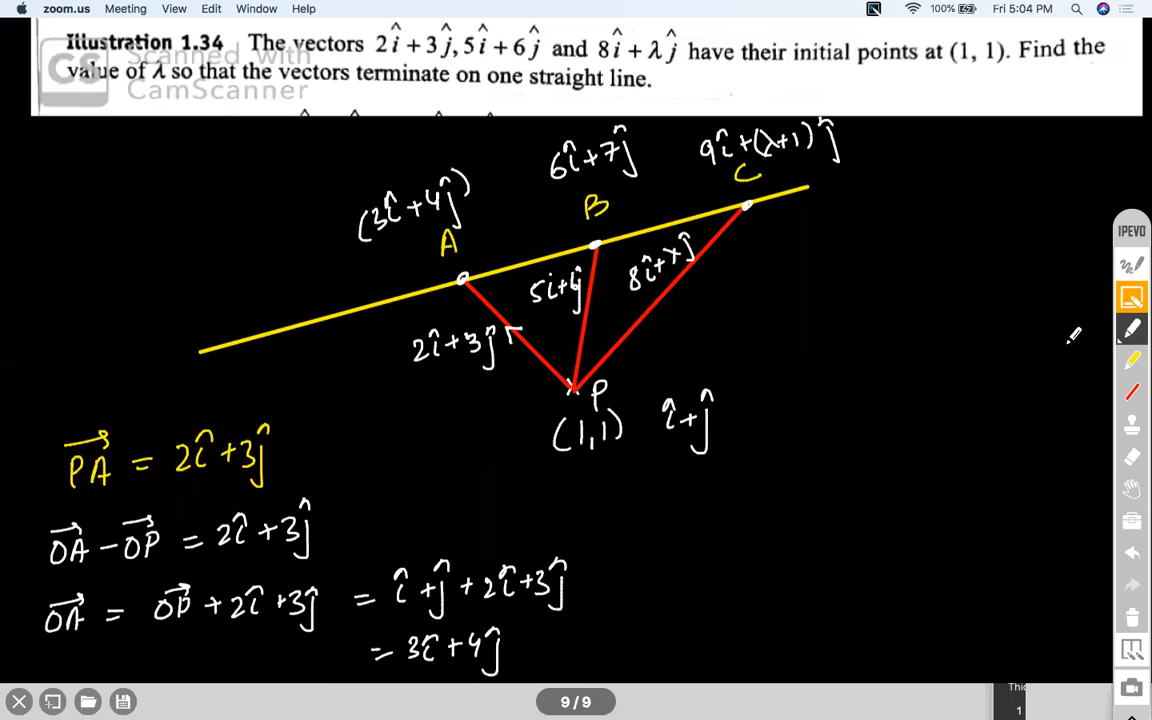 zoom.us Meeting View Edit Window Help 100% Fri 5:04 PM
Illustration 1.34 The vectors 2î + 3ĵ, 5î + 6ĵ and 8î + λĵ have their initial points at (1, 1). Find the
value of λ so that the vectors terminate on one straight line.
CS Scanned with
CamScanner
(3î+4ĵ) 6î+7ĵ 9î+(λ+1)ĵ
A B C
2î+3ĵ 5i+6j 8î+λĵ
P
(1,1) î+ĵ
PA = 2î+3ĵ
OA - OP = 2î+3ĵ
OA = OP + 2î+3ĵ = î+ĵ+2î+3ĵ
= 3î+4ĵ
IPEVO
9/9
1